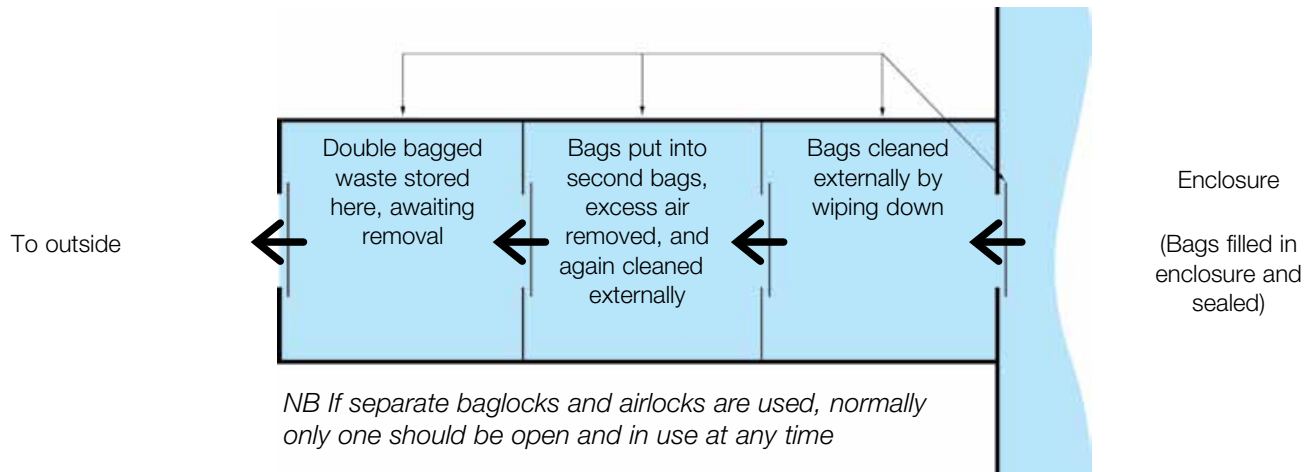 To outside
Double bagged
waste stored
here, awaiting
removal
Bags put into
second bags,
excess air
removed, and
again cleaned
externally
Bags cleaned
externally by
wiping down
Enclosure
(Bags filled in
enclosure and
sealed)
NB If separate baglocks and airlocks are used, normally
only one should be open and in use at any time